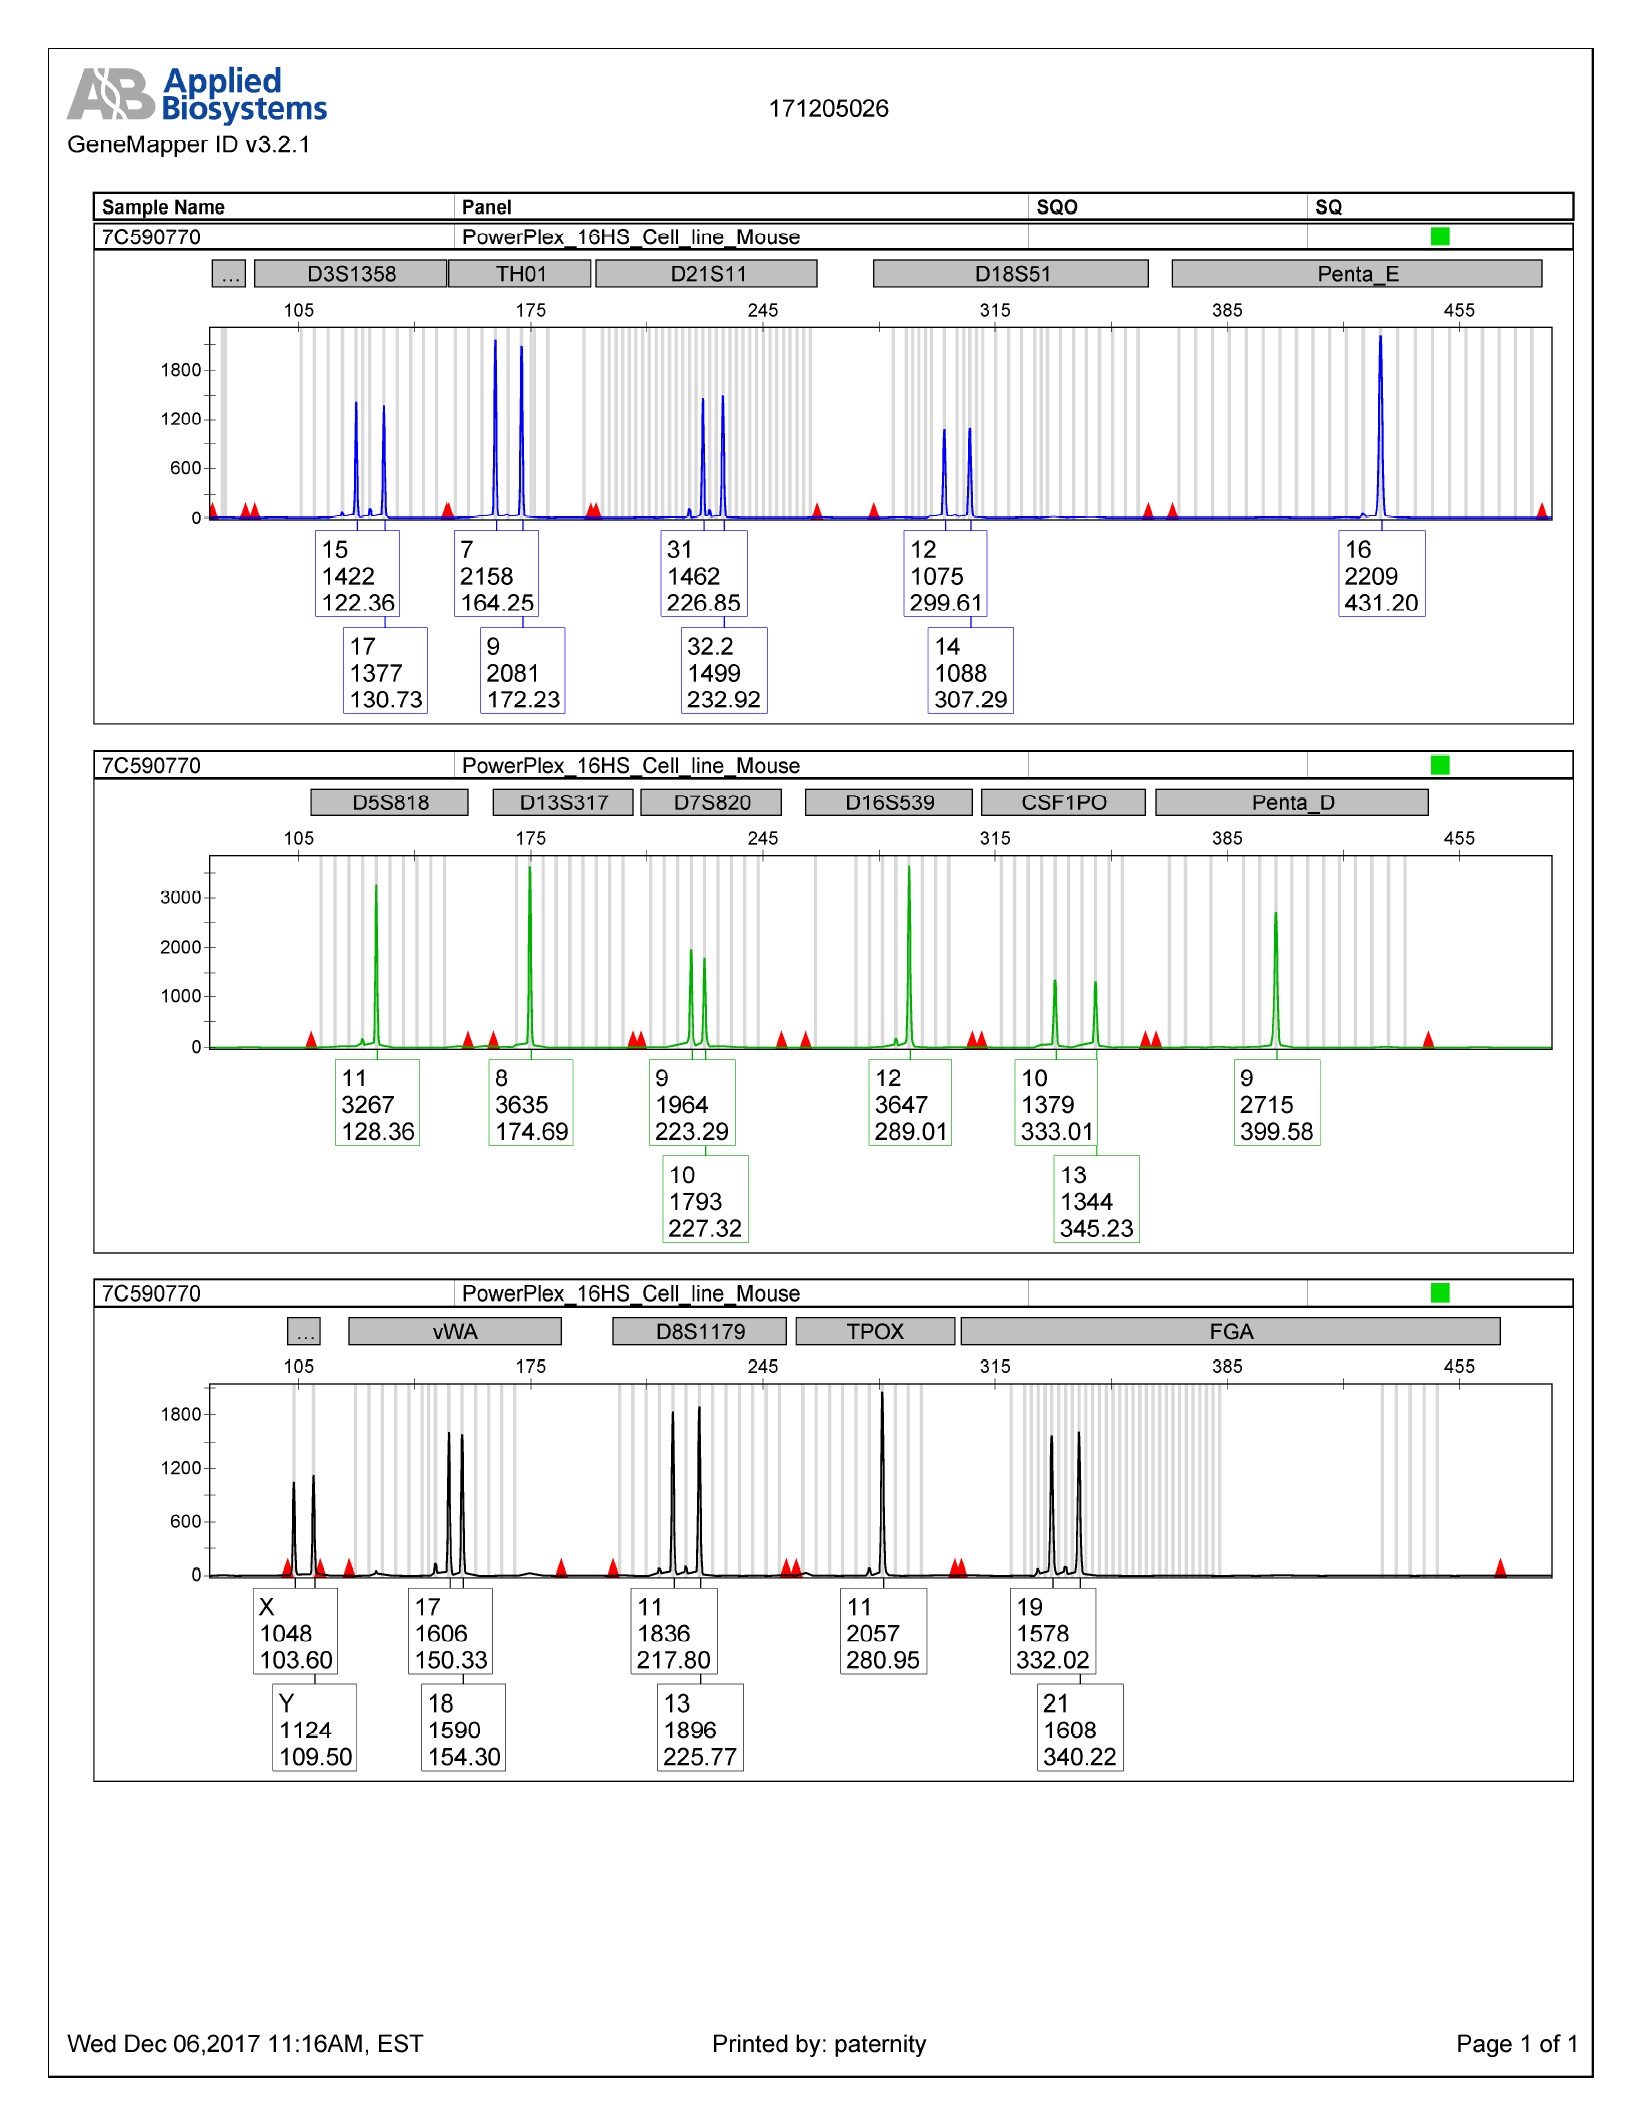 AB Applied
Biosystems
171205026
GeneMapper ID v3.2.1
Sample Name Panel SQO SQ
7C590770 PowerPlex_16HS_Cell_line_Mouse
... D3S1358 TH01 D21S11 D18S51 Penta_E
105 175 245 315 385 455
1800
1200
600
0
15 7 31 12 16
1422 2158 1462 1075 2209
122.36 164.25 226.85 299.61 431.20
17 9 32.2 14
1377 2081 1499 1088
130.73 172.23 232.92 307.29
7C590770 PowerPlex_16HS_Cell_line_Mouse
D5S818 D13S317 D7S820 D16S539 CSF1PO Penta_D
105 175 245 315 385 455
3000
2000
1000
0
11 8 9 12 10 9
3267 3635 1964 3647 1379 2715
128.36 174.69 223.29 289.01 333.01 399.58
10 13
1793 1344
227.32 345.23
7C590770 PowerPlex_16HS_Cell_line_Mouse
... vWA D8S1179 TPOX FGA
105 175 245 315 385 455
1800
1200
600
0
X 17 11 11 19
1048 1606 1836 2057 1578
103.60 150.33 217.80 280.95 332.02
Y 18 13 21
1124 1590 1896 1608
109.50 154.30 225.77 340.22
Wed Dec 06,2017 11:16AM, EST Printed by: paternity Page 1 of 1